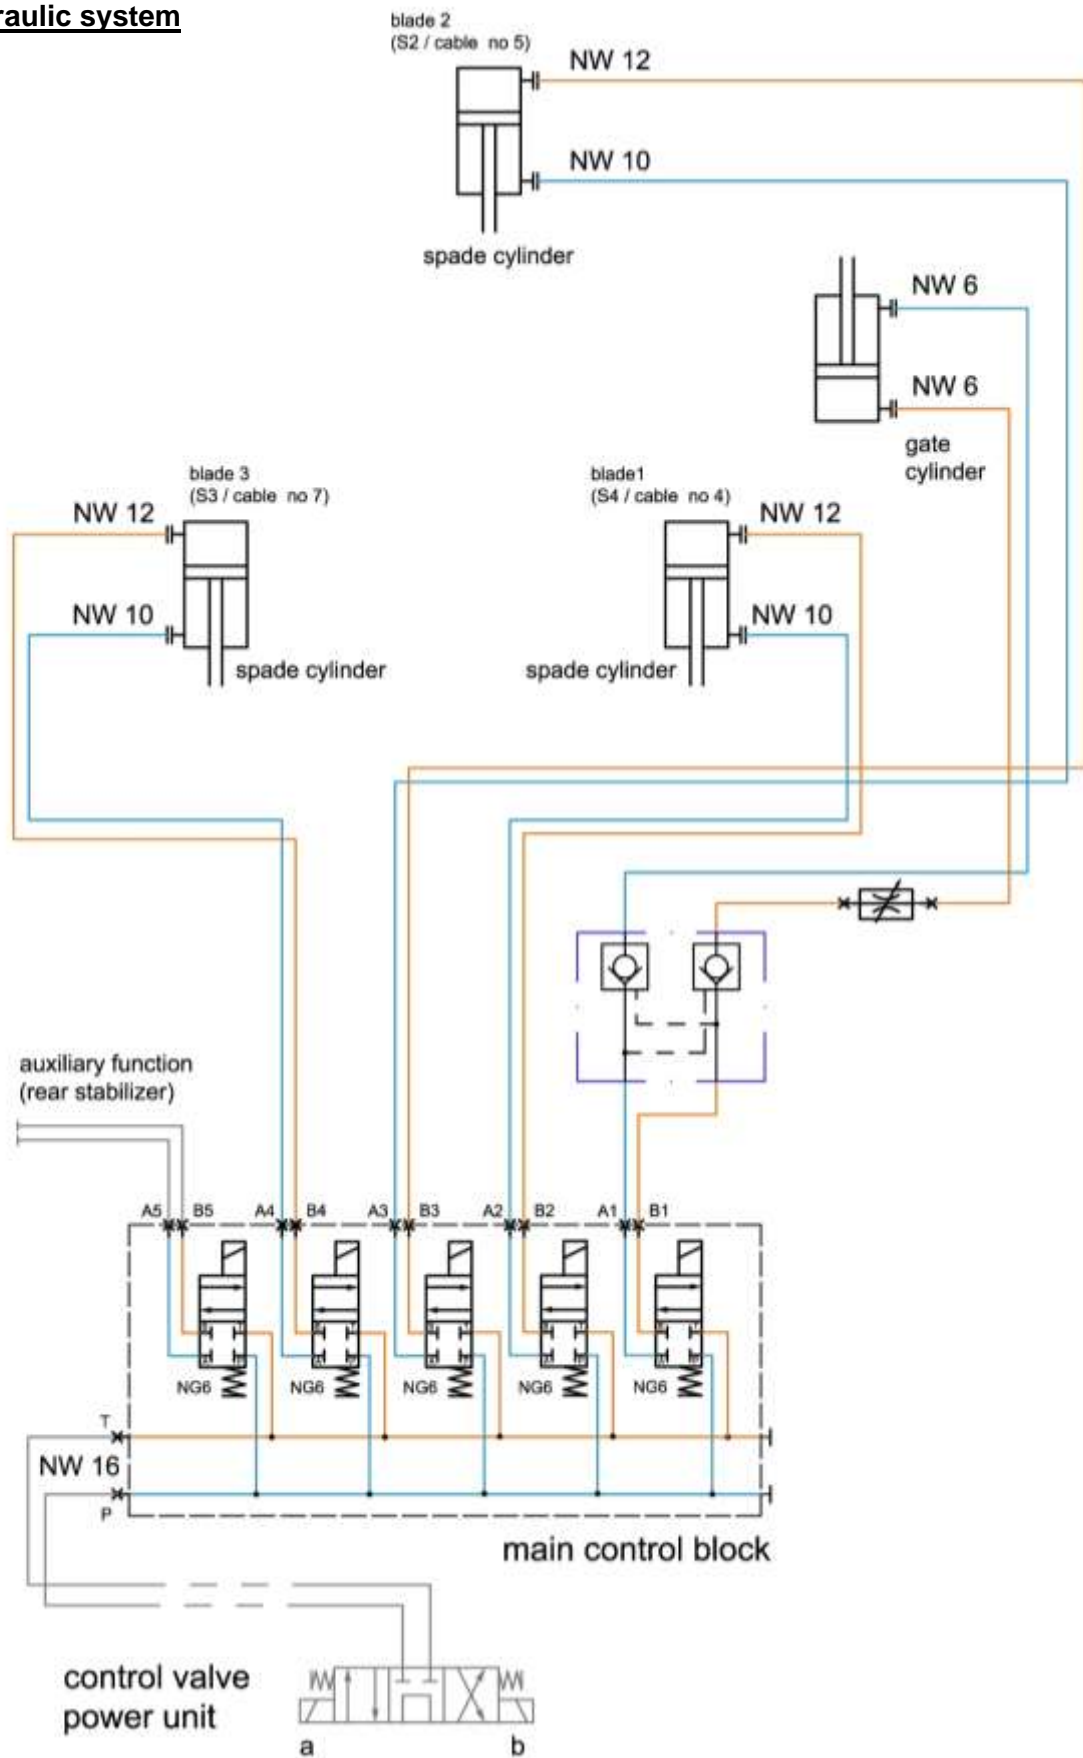 raulic system
blade 2
(S2 / cable no 5)
NW 12
NW 10
spade cylinder
NW 6
NW 6
gate
cylinder
blade 3
(S3 / cable no 7)
NW 12
NW 10
spade cylinder
blade1
(S4 / cable no 4)
NW 12
NW 10
spade cylinder
auxiliary function
(rear stabilizer)
A5 B5 A4 B4 A3 B3 A2 B2 A1 B1
NG6 NG6 NG6 NG6 NG6
T
NW 16
P
main control block
control valve
power unit
a b